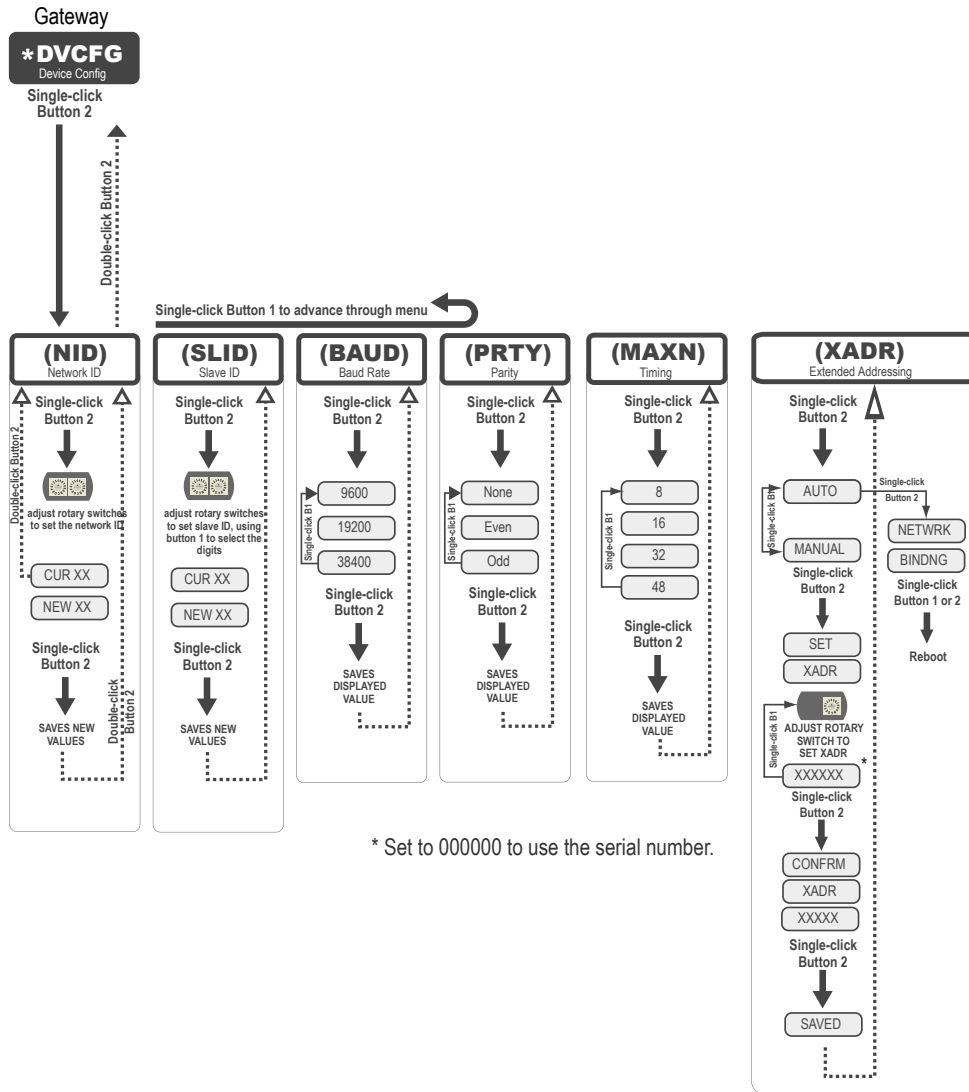 Gateway
*DVCFG
Device Config
Single-click
Button 2
Double-click Button 2
Single-click Button 1 to advance through menu
(NID)
Network ID
Single-click
Button 2
Double-click Button 2
adjust rotary switches
to set the network ID
CUR XX
NEW XX
Single-click
Button 2
SAVES NEW
VALUES
Double-click
Button 2
(SLID)
Slave ID
Single-click
Button 2
adjust rotary switches
to set slave ID, using
button 1 to select the
digits
CUR XX
NEW XX
Single-click
Button 2
SAVES NEW
VALUES
(BAUD)
Baud Rate
Single-click
Button 2
Single-click B1
9600
19200
38400
Single-click
Button 2
SAVES
DISPLAYED
VALUE
(PRTY)
Parity
Single-click
Button 2
Single-click B1
None
Even
Odd
Single-click
Button 2
SAVES
DISPLAYED
VALUE
(MAXN)
Timing
Single-click
Button 2
Single-click B1
8
16
32
48
Single-click
Button 2
SAVES
DISPLAYED
VALUE
(XADR)
Extended Addressing
Single-click
Button 2
Single-click B1
AUTO
Single-click
Button 2
NETWRK
BINDNG
Single-click
Button 1 or 2
Reboot
MANUAL
Single-click
Button 2
SET
XADR
Single-click B1
ADJUST ROTARY
SWITCH TO
SET XADR
XXXXXX *
Single-click
Button 2
CONFRM
XADR
XXXXX
Single-click
Button 2
SAVED
* Set to 000000 to use the serial number.